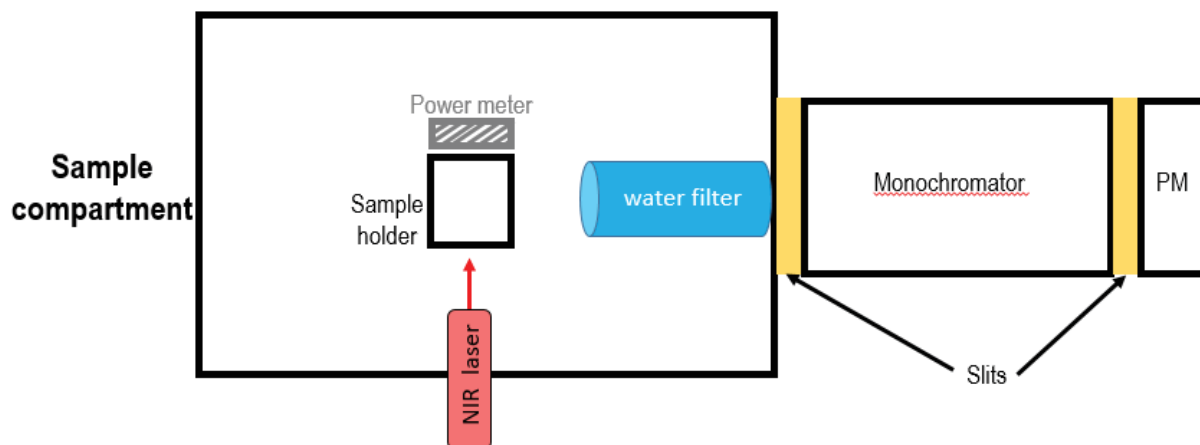 Power meter
Sample
compartment
Sample
holder
water filter
Monochromator
PM
NIR laser
Slits